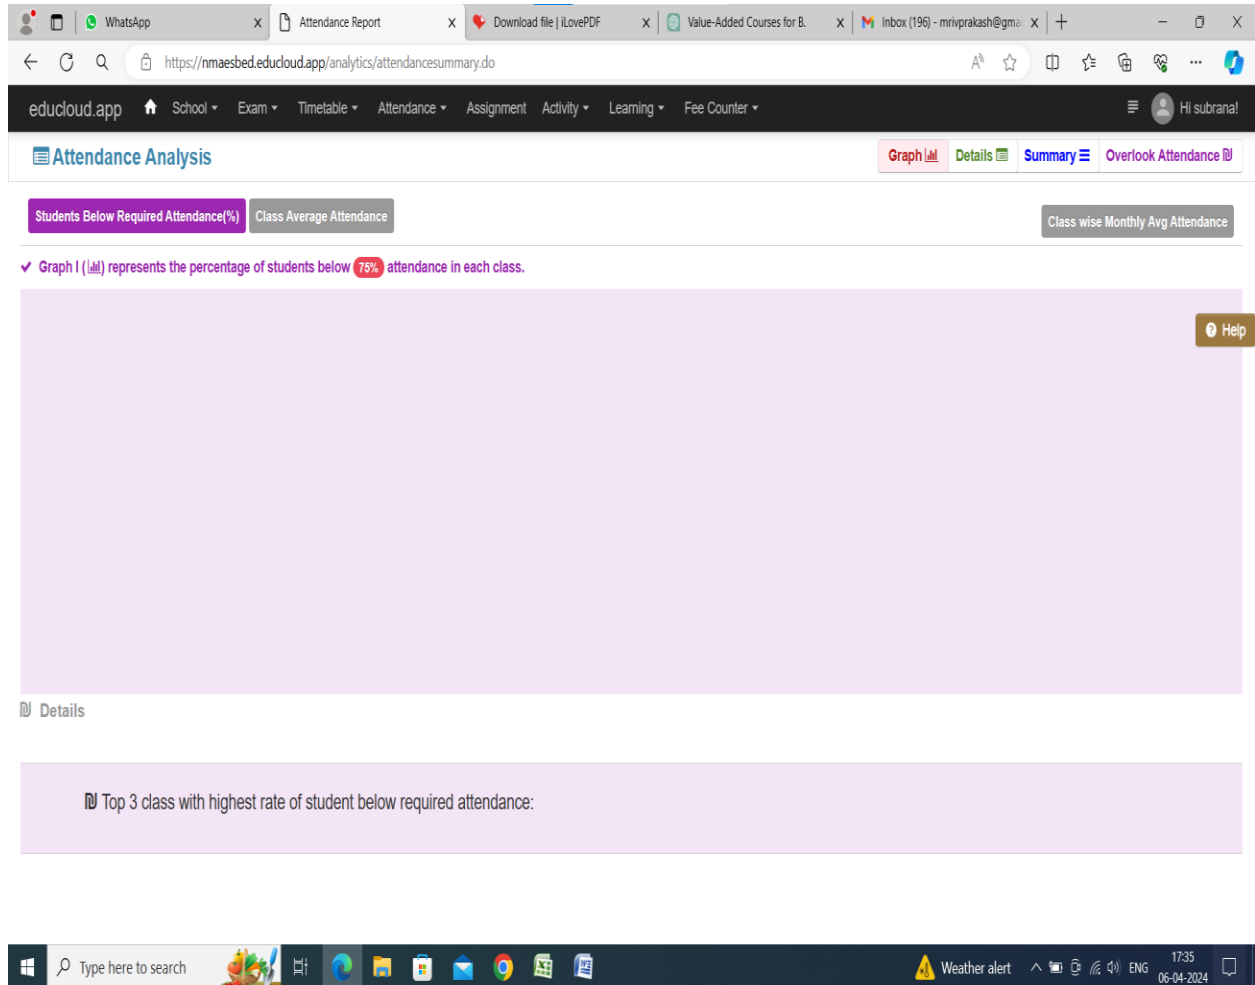 WhatsApp Attendance Report Download file | iLovePDF Value-Added Courses for B. Inbox (196) - mrivprakash@gma
https://nmaesbed.educloud.app/analytics/attendancesummary.do
educloud.app School Exam Timetable Attendance Assignment Activity Learning Fee Counter Hi subrana!
Attendance Analysis Graph Details Summary Overlook Attendance
Students Below Required Attendance(%) Class Average Attendance Class wise Monthly Avg Attendance
Graph I ( ) represents the percentage of students below 75% attendance in each class.
Help
Details
Top 3 class with highest rate of student below required attendance:
Type here to search Weather alert ENG 17:35
06-04-2024